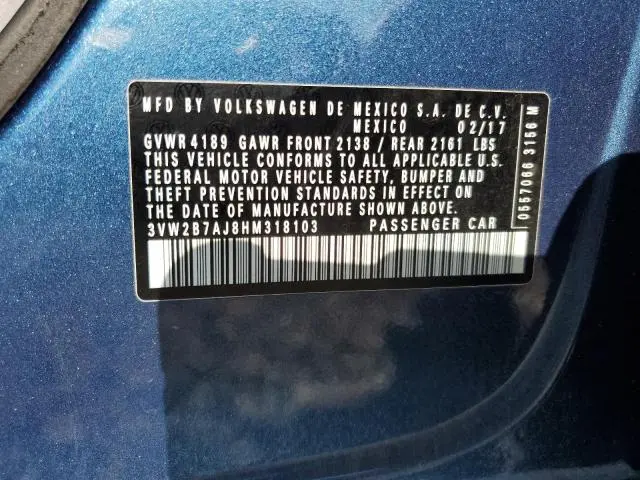 MFD BY VOLKSWAGEN DE MEXICO S.A. DE C.V.
MEXICO 02/17
GVWR 4189 GAWR FRONT 2138 / REAR 2161 LBS
THIS VEHICLE CONFORMS TO ALL APPLICABLE U.S.
FEDERAL MOTOR VEHICLE SAFETY, BUMPER AND
THEFT PREVENTION STANDARDS IN EFFECT ON
THE DATE OF MANUFACTURE SHOWN ABOVE.
3VW2B7AJ8HM318103 PASSENGER CAR
0557066 3156 M